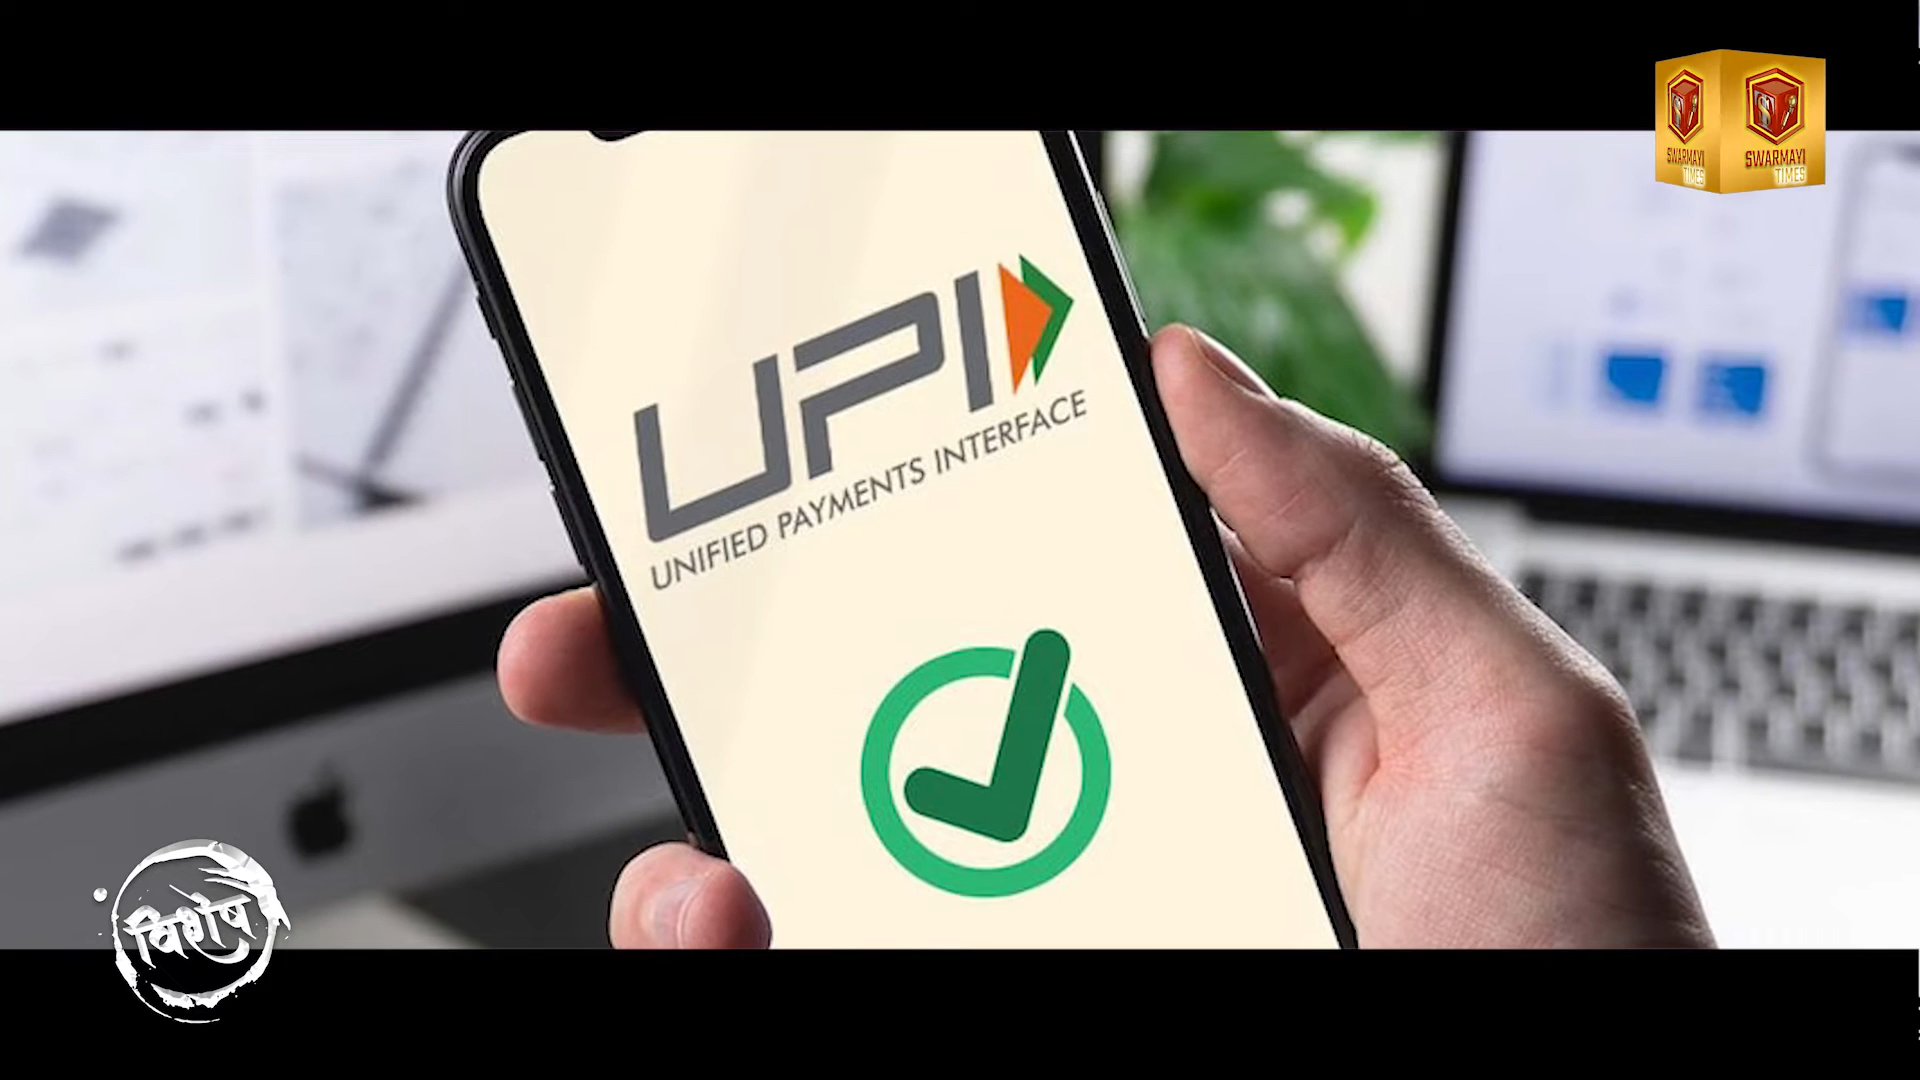 SWARMAYI
TIMES
SWARMAYI
TIMES
UPI
UNIFIED PAYMENTS INTERFACE
विशेष